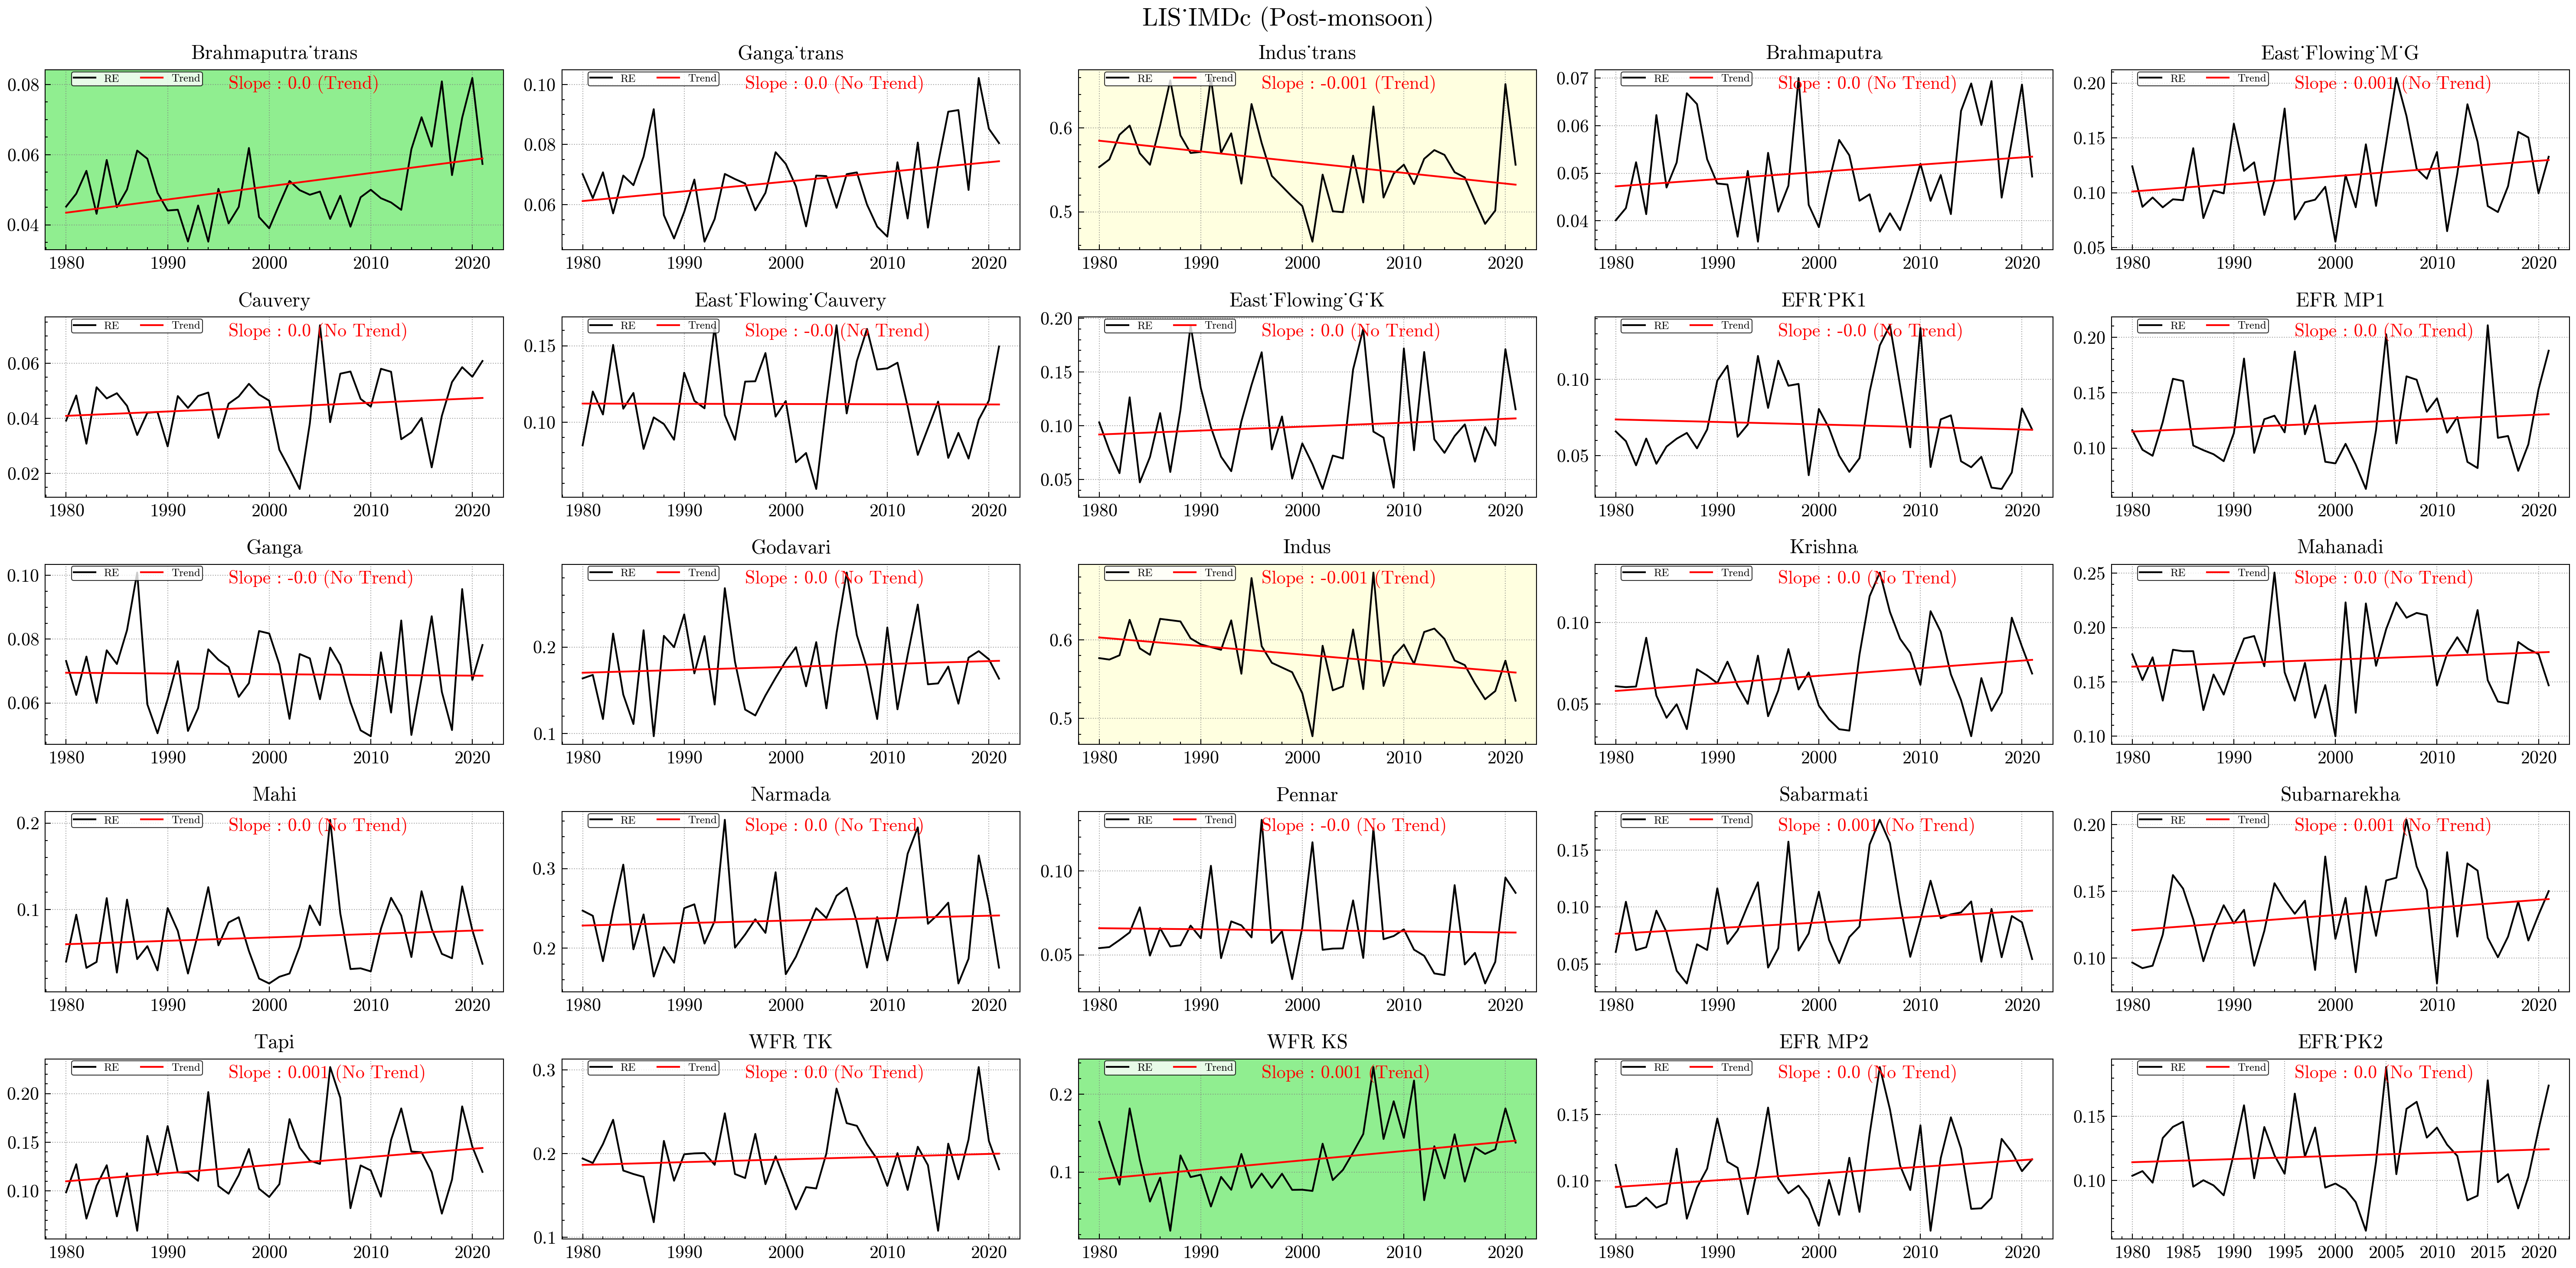 LIS˙IMDc (Post-monsoon)
Brahmaputra˙trans
RE Trend
Slope : 0.0 (Trend)
0.08
0.06
0.04
1980 1990 2000 2010 2020
Ganga˙trans
RE Trend
Slope : 0.0 (No Trend)
0.10
0.08
0.06
1980 1990 2000 2010 2020
Indus˙trans
RE Trend
Slope : -0.001 (Trend)
0.6
0.5
1980 1990 2000 2010 2020
Brahmaputra
RE Trend
Slope : 0.0 (No Trend)
0.07
0.06
0.05
0.04
1980 1990 2000 2010 2020
East˙Flowing˙M˙G
RE Trend
Slope : 0.001 (No Trend)
0.20
0.15
0.10
0.05
1980 1990 2000 2010 2020
Cauvery
RE Trend
Slope : 0.0 (No Trend)
0.06
0.04
0.02
1980 1990 2000 2010 2020
East˙Flowing˙Cauvery
RE Trend
Slope : -0.0 (No Trend)
0.15
0.10
1980 1990 2000 2010 2020
East˙Flowing˙G˙K
RE Trend
Slope : 0.0 (No Trend)
0.20
0.15
0.10
0.05
1980 1990 2000 2010 2020
EFR˙PK1
RE Trend
Slope : -0.0 (No Trend)
0.10
0.05
1980 1990 2000 2010 2020
EFR MP1
RE Trend
Slope : 0.0 (No Trend)
0.20
0.15
0.10
1980 1990 2000 2010 2020
Ganga
RE Trend
Slope : -0.0 (No Trend)
0.10
0.08
0.06
1980 1990 2000 2010 2020
Godavari
RE Trend
Slope : 0.0 (No Trend)
0.2
0.1
1980 1990 2000 2010 2020
Indus
RE Trend
Slope : -0.001 (Trend)
0.6
0.5
1980 1990 2000 2010 2020
Krishna
RE Trend
Slope : 0.0 (No Trend)
0.10
0.05
1980 1990 2000 2010 2020
Mahanadi
RE Trend
Slope : 0.0 (No Trend)
0.25
0.20
0.15
0.10
1980 1990 2000 2010 2020
Mahi
RE Trend
Slope : 0.0 (No Trend)
0.2
0.1
1980 1990 2000 2010 2020
Narmada
RE Trend
Slope : 0.0 (No Trend)
0.3
0.2
1980 1990 2000 2010 2020
Pennar
RE Trend
Slope : -0.0 (No Trend)
0.10
0.05
1980 1990 2000 2010 2020
Sabarmati
RE Trend
Slope : 0.001 (No Trend)
0.15
0.10
0.05
1980 1990 2000 2010 2020
Subarnarekha
RE Trend
Slope : 0.001 (No Trend)
0.20
0.15
0.10
1980 1990 2000 2010 2020
Tapi
RE Trend
Slope : 0.001 (No Trend)
0.20
0.15
0.10
1980 1990 2000 2010 2020
WFR TK
RE Trend
Slope : 0.0 (No Trend)
0.3
0.2
0.1
1980 1990 2000 2010 2020
WFR KS
RE Trend
Slope : 0.001 (Trend)
0.2
0.1
1980 1990 2000 2010 2020
EFR MP2
RE Trend
Slope : 0.0 (No Trend)
0.15
0.10
1980 1990 2000 2010 2020
EFR˙PK2
RE Trend
Slope : 0.0 (No Trend)
0.15
0.10
1980 1985 1990 1995 2000 2005 2010 2015 2020